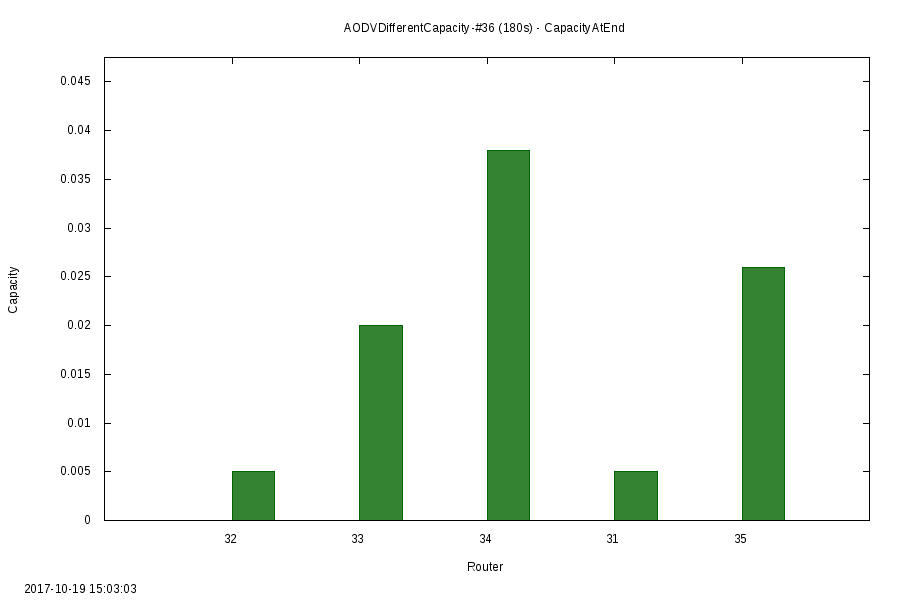 AODVDifferentCapacity-#36 (180s) - CapacityAtEnd
0.045
0.04
0.035
0.03
0.025
0.02
0.015
0.01
0.005
0
Capacity
32 33 34 31 35
Router
2017-10-19 15:03:03